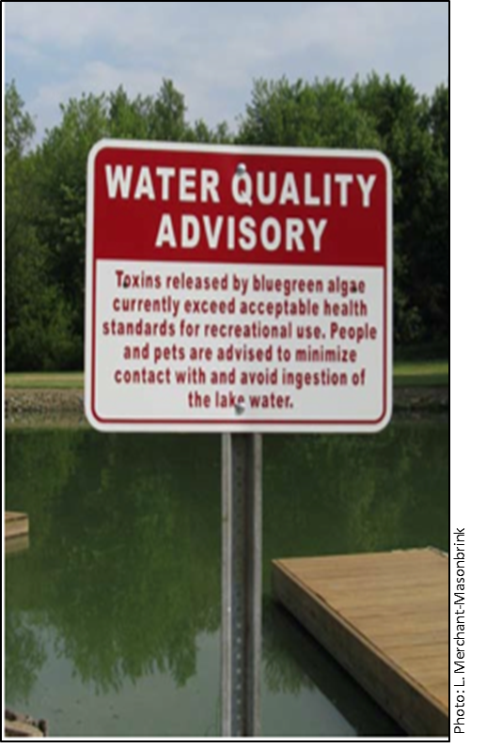 WATER QUALITY
ADVISORY
Toxins released by bluegreen algae
currently exceed acceptable health
standards for recreational use. People
and pets are advised to minimize
contact with and avoid ingestion of
the lake water.
Photo: L. Merchant-Masonbrink